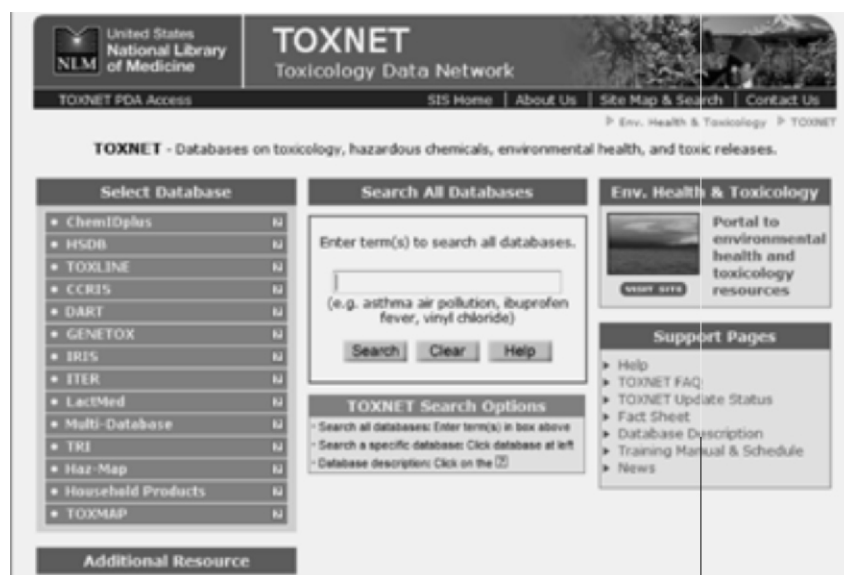 United States
National Library
of Medicine
NLM
TOXNET
Toxicology Data Network
TOXNET PDA Access
SIS Home | About Us | Site Map & Search | Contact Us
Env. Health & Toxicology TOXNET
TOXNET - Databases on toxicology, hazardous chemicals, environmental health, and toxic releases.
Select Database
ChemIDplus
HSDB
TOXLINE
CCRIS
DART
GENETOX
IRIS
ITER
LactMed
Multi-Database
TRI
Haz-Map
Household Products
TOXMAP
Additional Resource
Search All Databases
Enter term(s) to search all databases.
(e.g. asthma air pollution, ibuprofen
fever, vinyl chloride)
Search Clear Help
TOXNET Search Options
- Search all databases: Enter term(s) in box above
- Search a specific database: Click database at left
- Database description: Click on the ?
Env. Health & Toxicology
Portal to
environmental
health and
toxicology
resources
VISIT SITE
Support Pages
Help
TOXNET FAQ
TOXNET Update Status
Fact Sheet
Database Description
Training Manual & Schedule
News